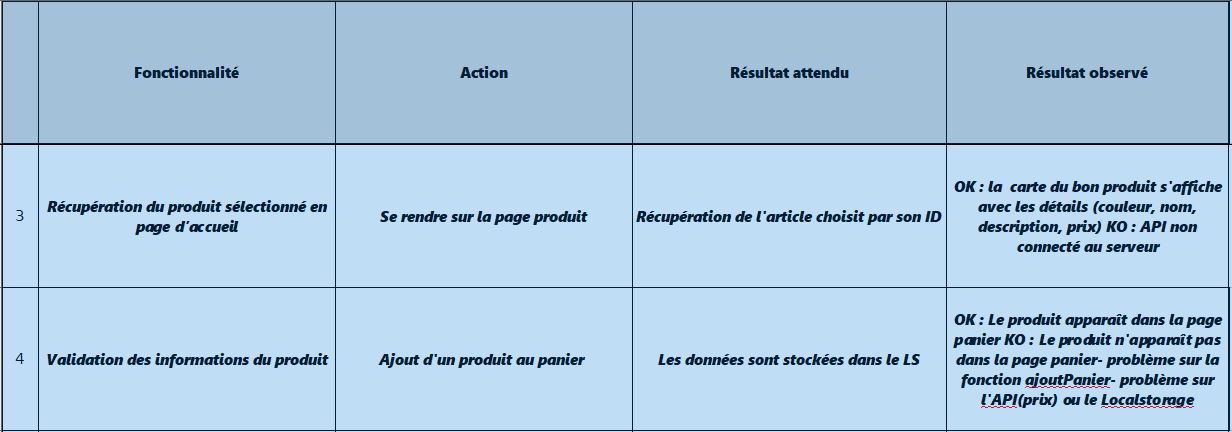 Fonctionnalité
Action
Résultat attendu
Résultat observé
3
Récupération du produit sélectionné en
page d'accueil
Se rendre sur la page produit
Récupération de l'article choisit par son ID
OK : la  carte du bon produit s'affiche
avec les détails (couleur, nom,
description, prix) KO : API non
connecté au serveur
4
Validation des informations du produit
Ajout d'un produit au panier
Les données sont stockées dans le LS
OK : Le produit apparaît dans la page
panier KO : Le produit n'apparaît pas
dans la page panier- problème sur la
fonction ajoutPanier- problème sur
l'API(prix) ou le Localstorage